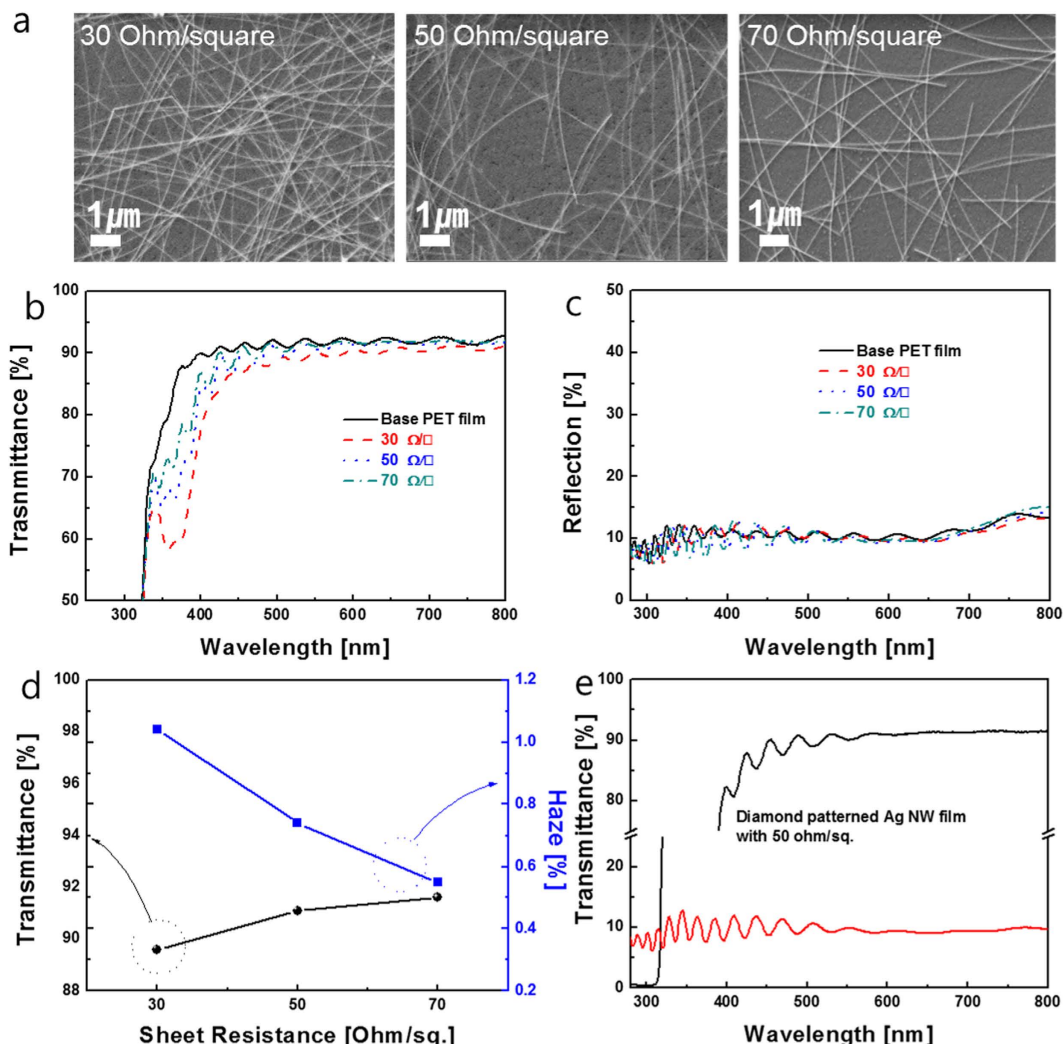 a
30 Ohm/square
50 Ohm/square
70 Ohm/square
1㎛
1㎛
1㎛
b
100
90
80
70
60
50
Trasnmittance [%]
Base PET film
30 Ω/□
50 Ω/□
70 Ω/□
300 400 500 600 700 800
Wavelength [nm]
c
50
40
30
20
10
0
Reflection [%]
Base PET film
30 Ω/□
50 Ω/□
70 Ω/□
300 400 500 600 700 800
Wavelength [nm]
d
100
98
96
94
92
90
88
Transmittance [%]
1.2
1.0
0.8
0.6
0.4
0.2
Haze [%]
30 50 70
Sheet Resistance [Ohm/sq.]
e
100
90
80
20
10
0
Transmittance [%]
Diamond patterned Ag NW film
with 50 ohm/sq.
300 400 500 600 700 800
Wavelength [nm]